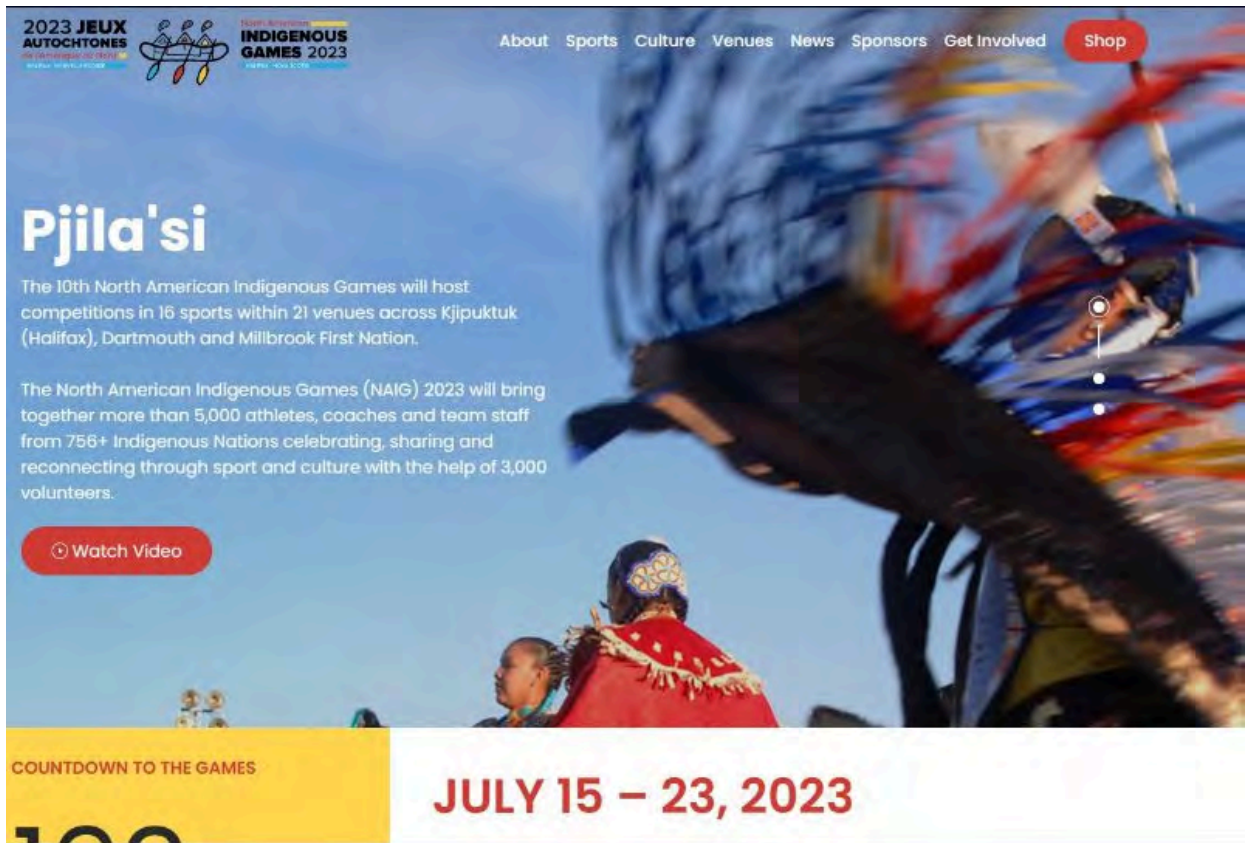 2023 JEUX
AUTOCHTONES
North American
INDIGENOUS
GAMES 2023
About Sports Culture Venues News Sponsors Get Involved Shop
Pjila'si
The 10th North American Indigenous Games will host
competitions in 16 sports within 21 venues across Kjipuktuk
(Halifax), Dartmouth and Millbrook First Nation.
The North American Indigenous Games (NAIG) 2023 will bring
together more than 5,000 athletes, coaches and team staff
from 756+ Indigenous Nations celebrating, sharing and
reconnecting through sport and culture with the help of 3,000
volunteers.
Watch Video
COUNTDOWN TO THE GAMES
JULY 15 – 23, 2023